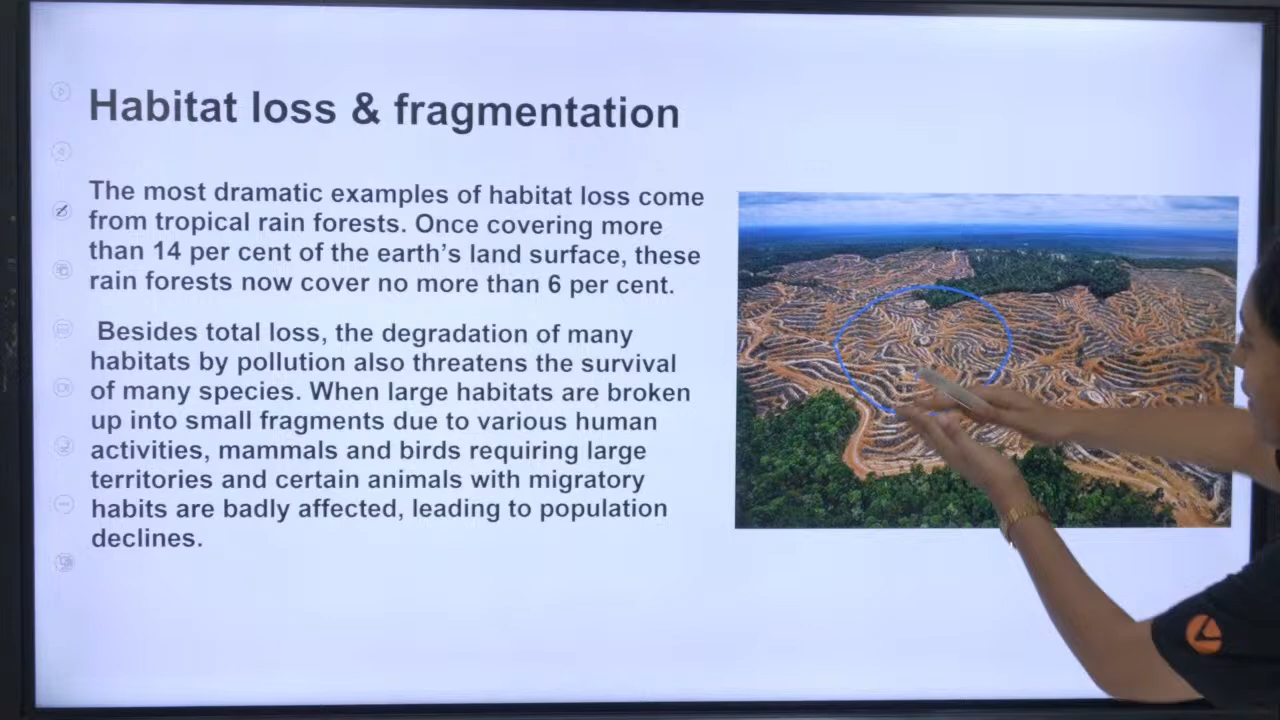 Habitat loss & fragmentation
The most dramatic examples of habitat loss come
from tropical rain forests. Once covering more
than 14 per cent of the earth's land surface, these
rain forests now cover no more than 6 per cent.
Besides total loss, the degradation of many
habitats by pollution also threatens the survival
of many species. When large habitats are broken
up into small fragments due to various human
activities, mammals and birds requiring large
territories and certain animals with migratory
habits are badly affected, leading to population
declines.